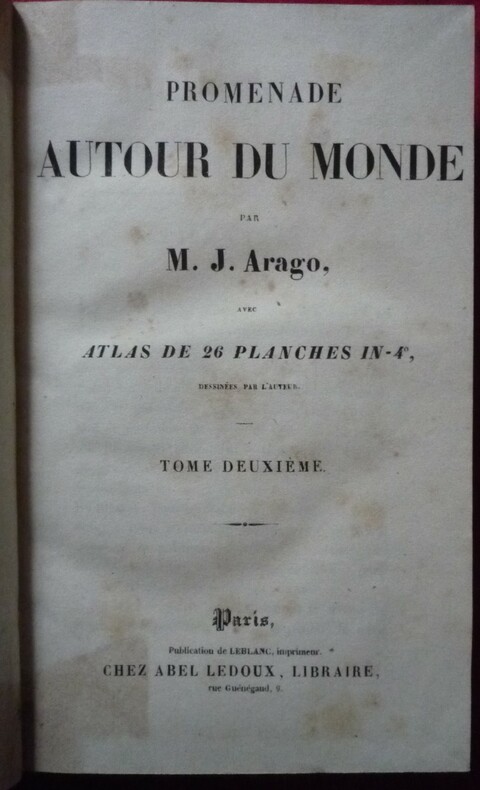 PROMENADE
AUTOUR DU MONDE
PAR
M. J. Arago,
AVEC
ATLAS DE 26 PLANCHES IN-4º,
DESSINÉES PAR L'AUTEUR.
TOME DEUXIÈME.
Paris,
Publication de LEBLANC, imprimeur.
CHEZ ABEL LEDOUX, LIBRAIRE,
rue Guénégaud, 9.